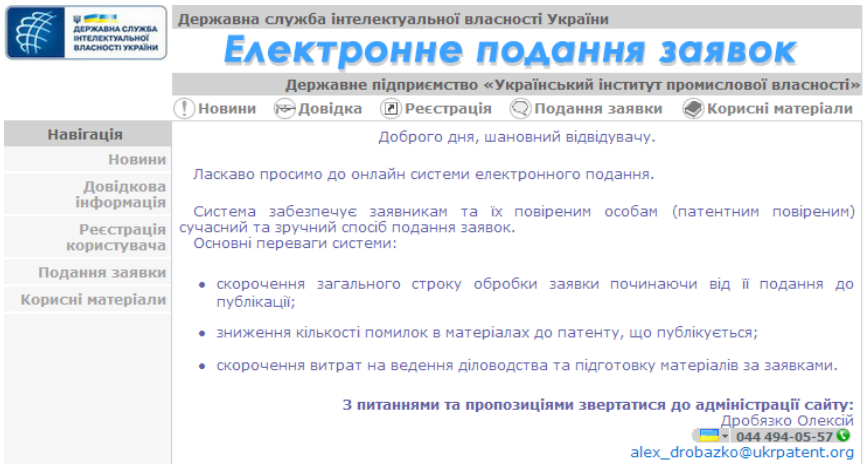 ДЕРЖАВНА СЛУЖБА
ІНТЕЛЕКТУАЛЬНОЇ
ВЛАСНОСТІ УКРАЇНИ
Державна служба інтелектуальної власності України
Електронне подання заявок
Державне підприємство «Український інститут промислової власності»
Новини Довідка Реєстрація Подання заявки Корисні матеріали
Навігація
Новини
Довідкова
інформація
Реєстрація
користувача
Подання заявки
Корисні матеріали
Доброго дня, шановний відвідувачу.
Ласкаво просимо до онлайн системи електронного подання.
Система забезпечує заявникам та їх повіреним особам (патентним повіреним)
сучасний та зручний спосіб подання заявок.
Основні переваги системи:
• скорочення загального строку обробки заявки починаючи від її подання до
публікації;
• зниження кількості помилок в матеріалах до патенту, що публікується;
• скорочення витрат на ведення діловодства та підготовку матеріалів за заявками.
З питаннями та пропозиціями звертатися до адміністрації сайту:
Дробязко Олексій
044 494-05-57
alex_drobazko@ukrpatent.org